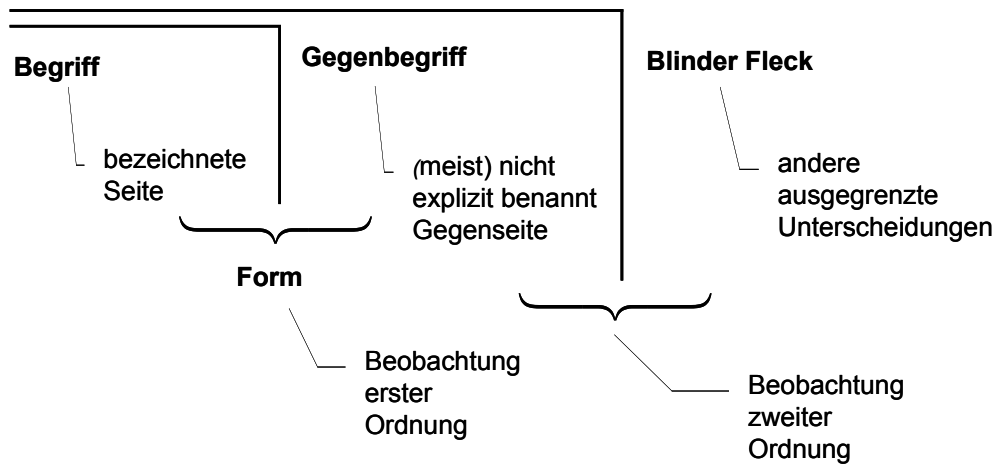 Begriff
bezeichnete
Seite
Gegenbegriff
(meist) nicht
explizit benannt
Gegenseite
Blinder Fleck
andere
ausgegrenzte
Unterscheidungen
Form
Beobachtung
erster
Ordnung
Beobachtung
zweiter
Ordnung